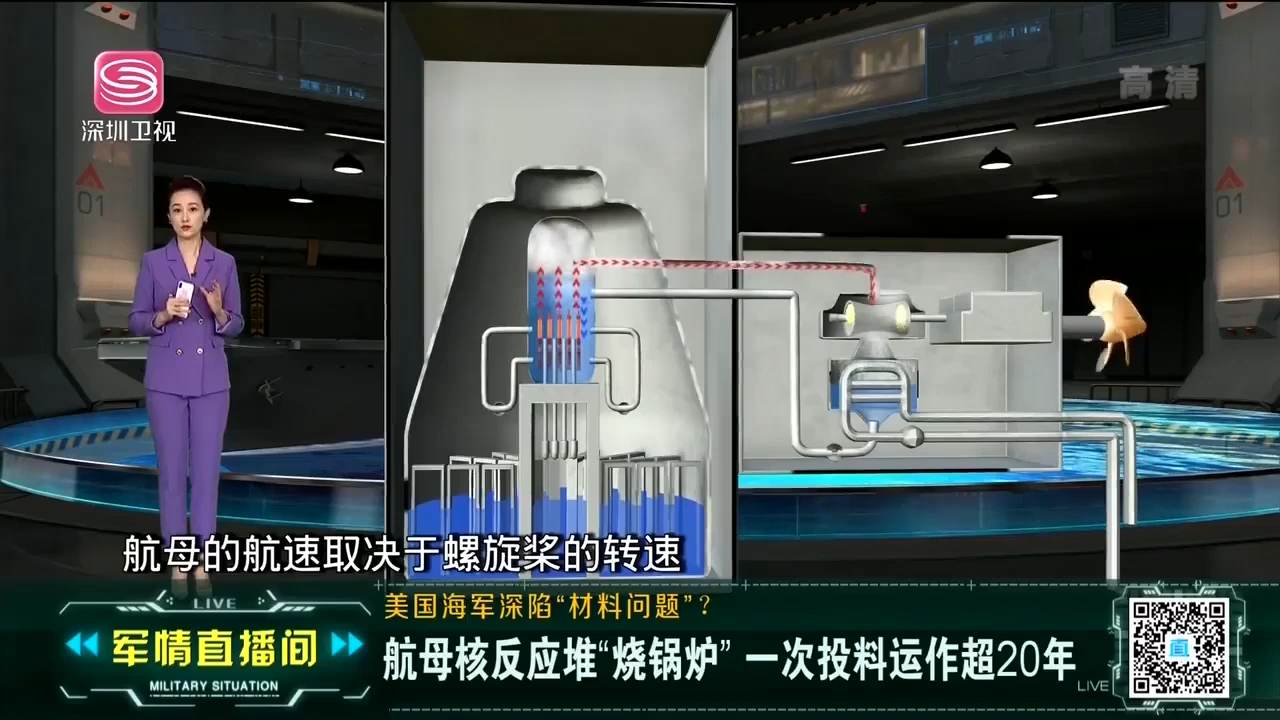 深圳卫视
高清
01
01
航母的航速取决于螺旋桨的转速
LIVE
军情直播间
MILITARY SITUATION
美国海军深陷“材料问题”？
航母核反应堆“烧锅炉” 一次投料运作超20年
LIVE
直